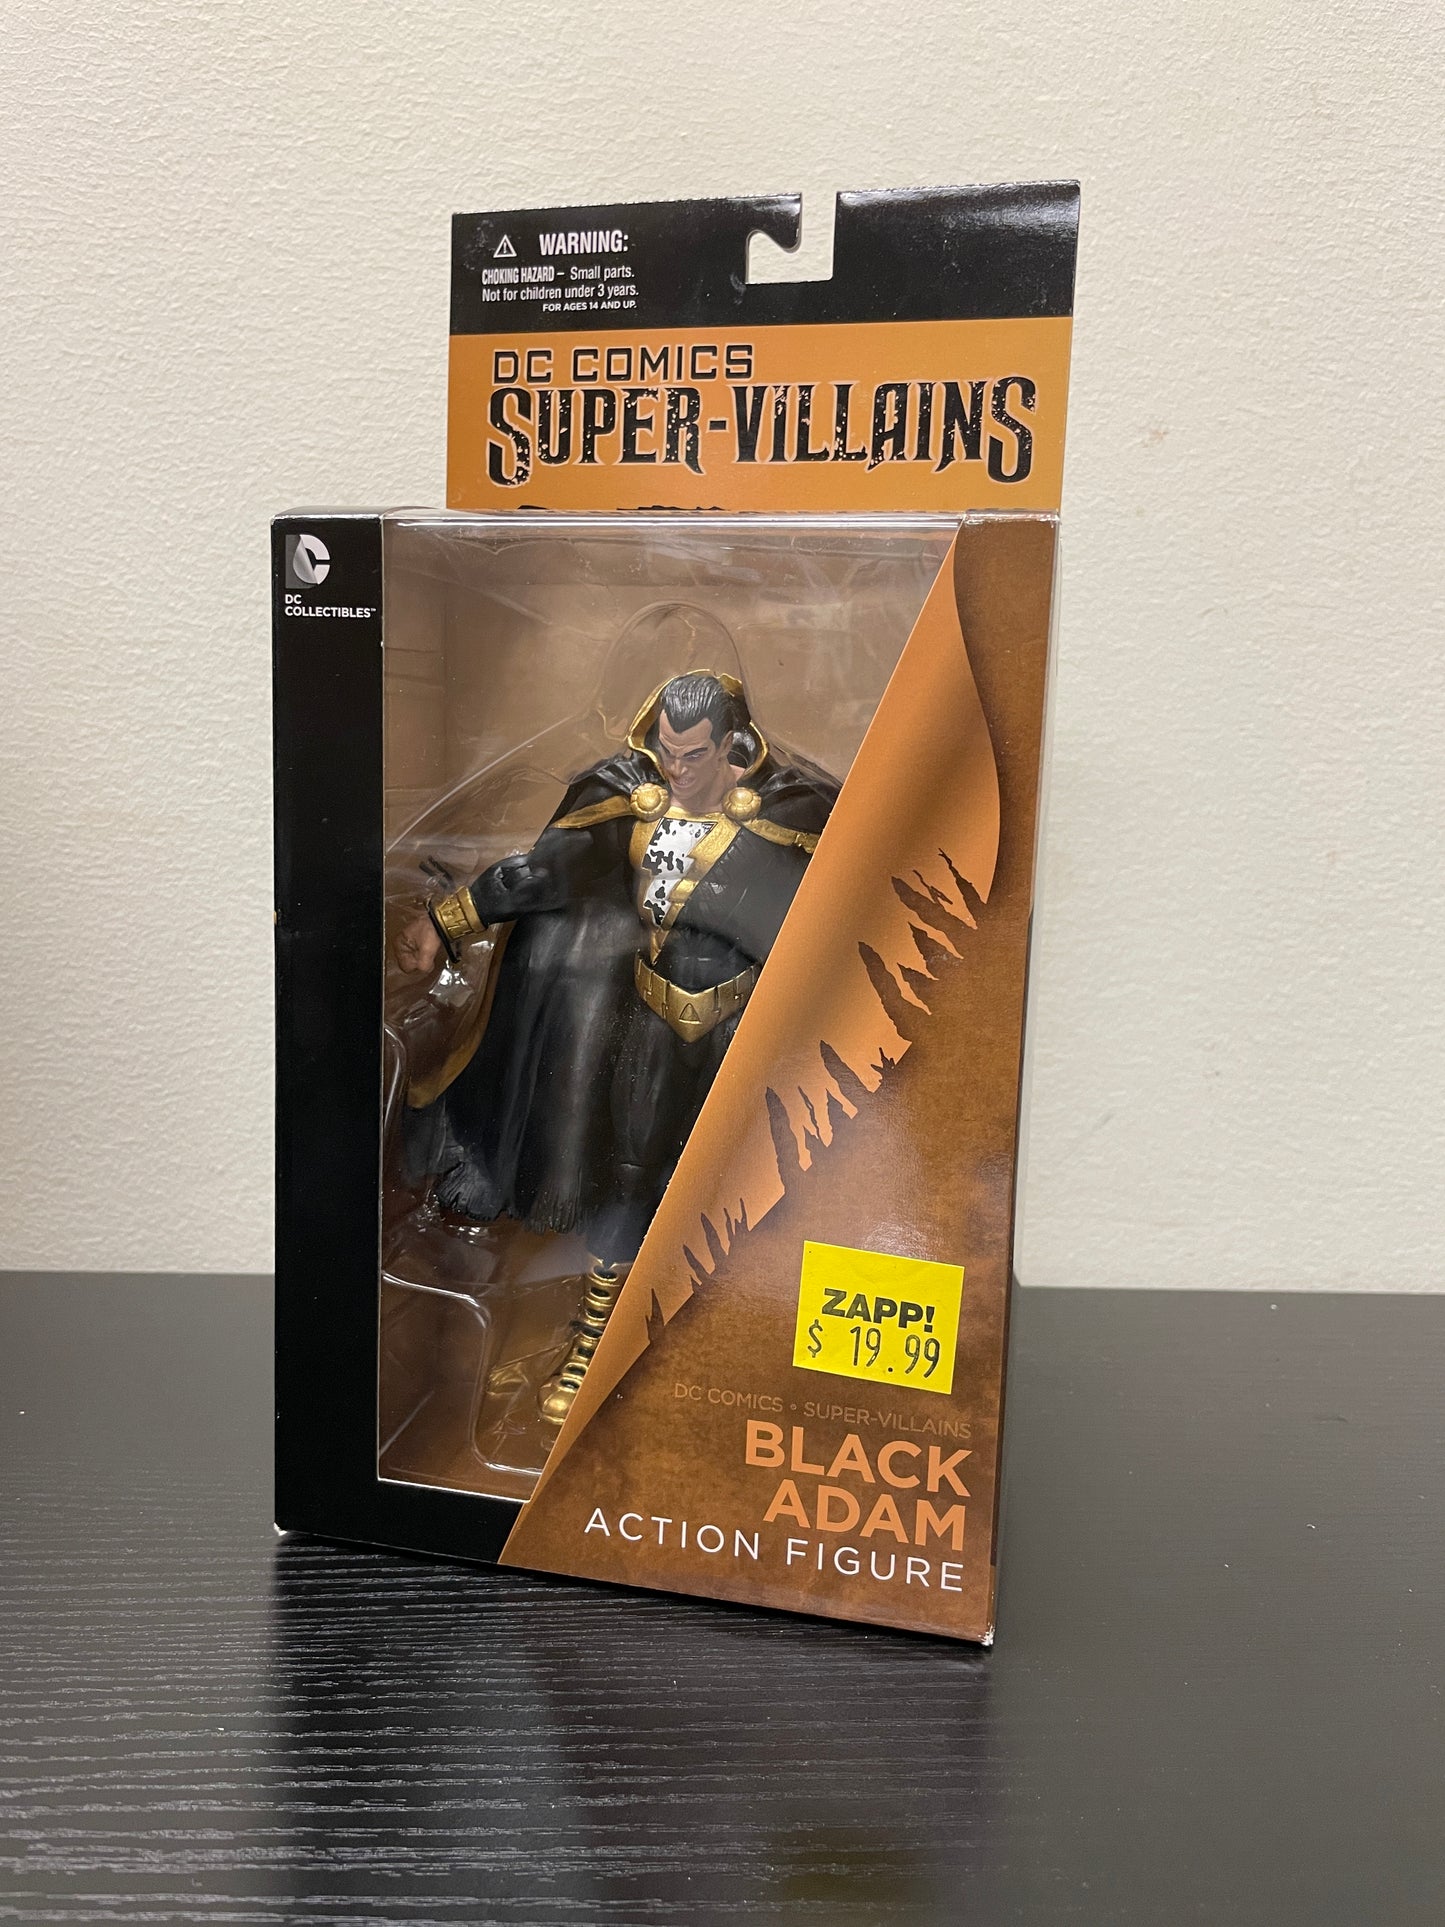 WARNING:
CHOKING HAZARD – Small parts.
Not for children under 3 years.
FOR AGES 14 AND UP.
DC COMICS
SUPER-VILLAINS
DC
COLLECTIBLES™
ZAPP!
$ 19.99
DC COMICS • SUPER-VILLAINS
BLACK
ADAM
ACTION FIGURE